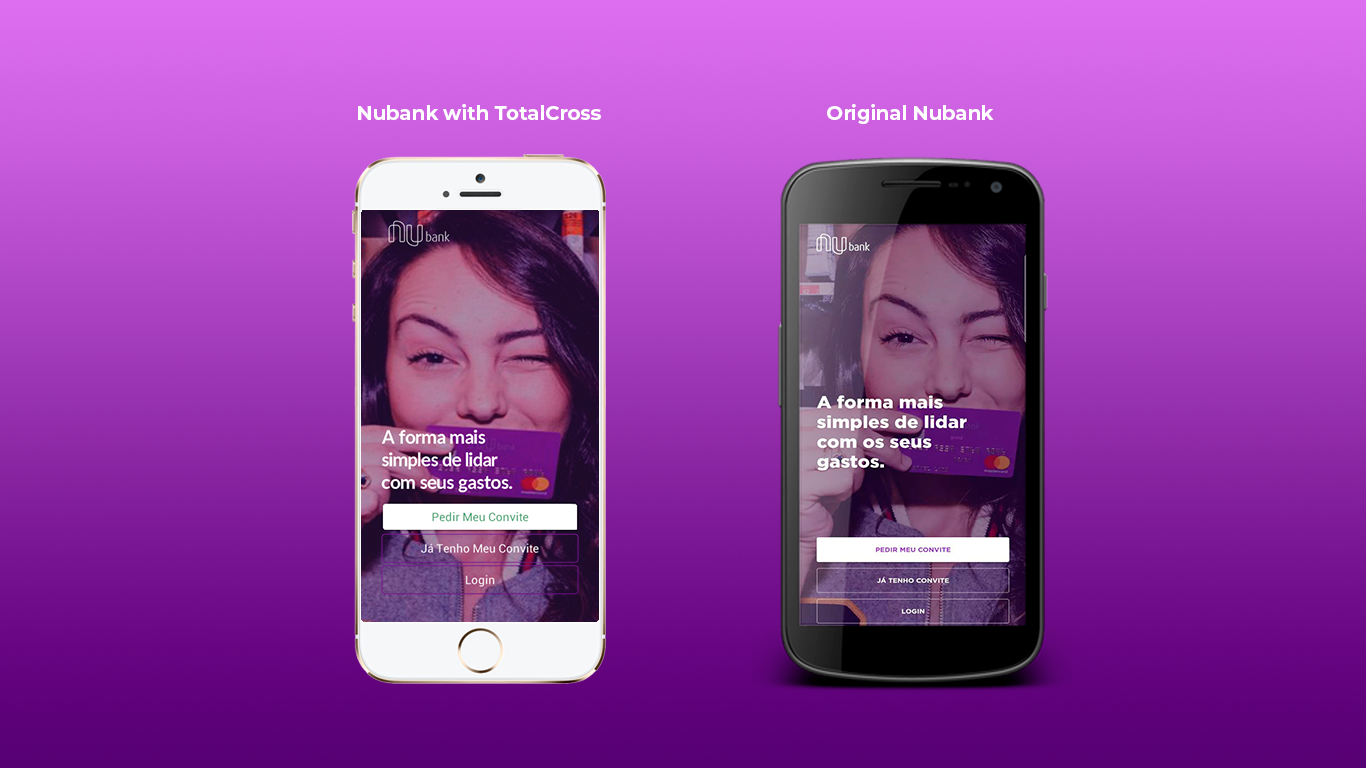 Nubank with TotalCross
Original Nubank
nu bank
A forma mais
simples de lidar
com seus gastos.
mastercard
Pedir Meu Convite
Já Tenho Meu Convite
Login
nu bank
A forma mais
simples de lidar
com os seus
gastos.
PEDIR MEU CONVITE
JÁ TENHO CONVITE
LOGIN